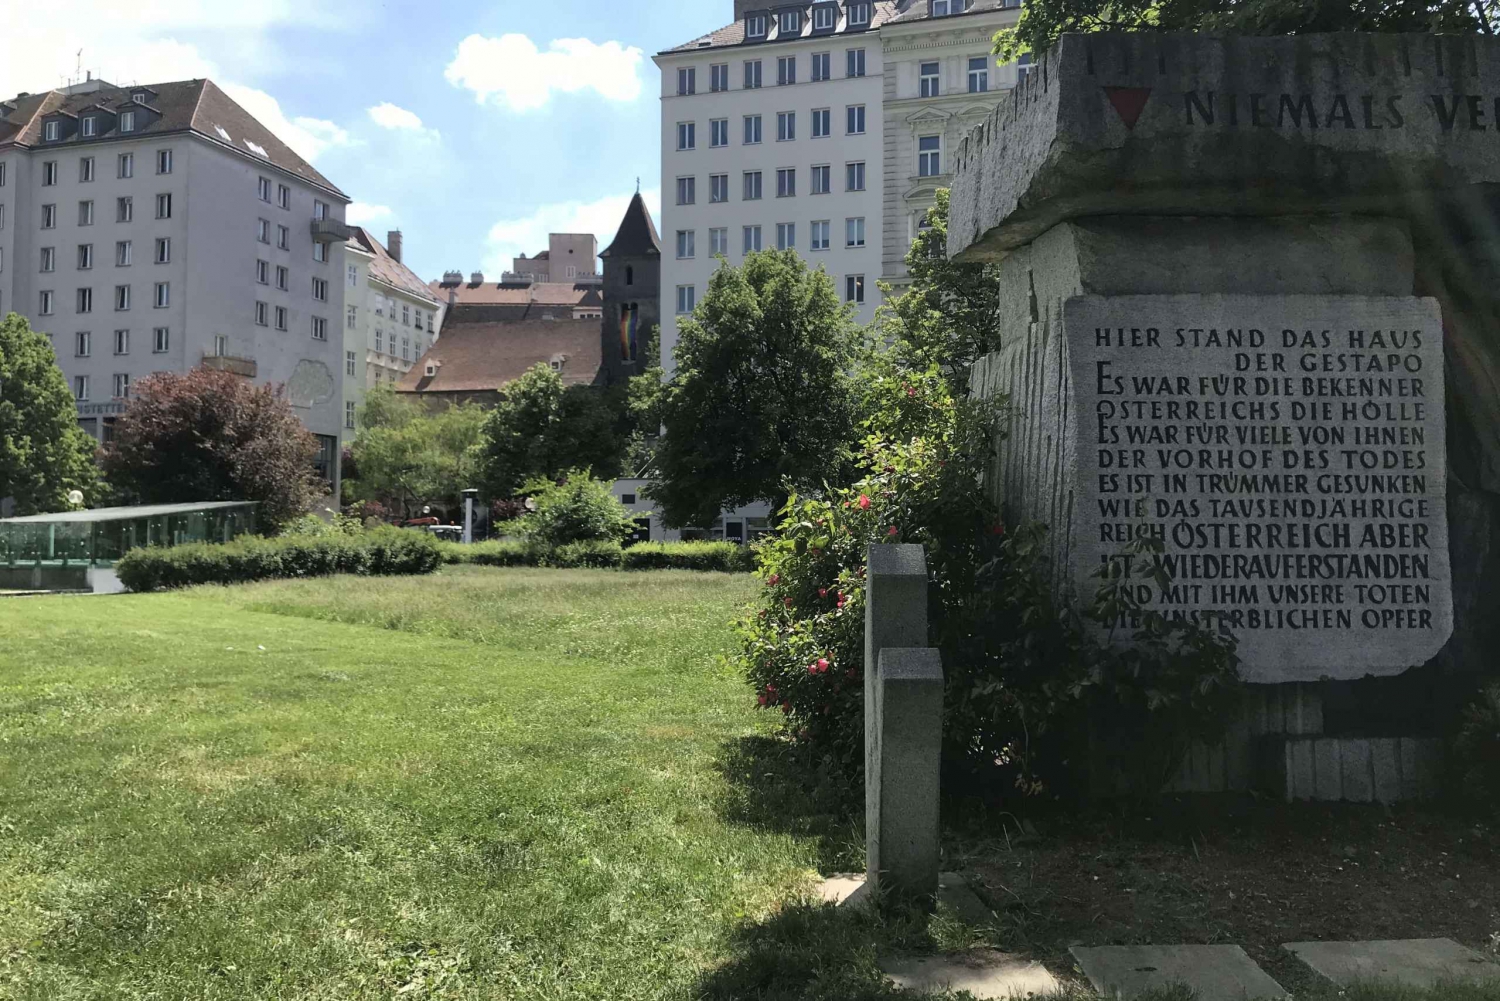 NIEMALS
HIER STAND DAS HAUS
DER GESTAPO
ES WAR FÜR DIE BEKENNER
ÖSTERREICHS DIE HÖLLE
ES WAR FÜR VIELE VON IHNEN
DER VORHOF DES TODES
ES IST IN TRÜMMER GESUNKEN
WIE DAS TAUSENDJÄHRIGE
REICH ÖSTERREICH ABER
IST WIEDERAUFERSTANDEN
UND MIT IHM UNSERE TOTEN
DIE UNSTERBLICHEN OPFER